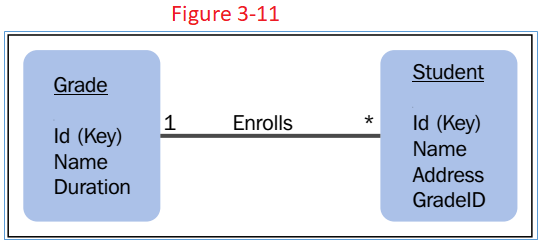 Figure 3-11
Grade
Id (Key)
Name
Duration
1 Enrolls *
Student
Id (Key)
Name
Address
GradeID